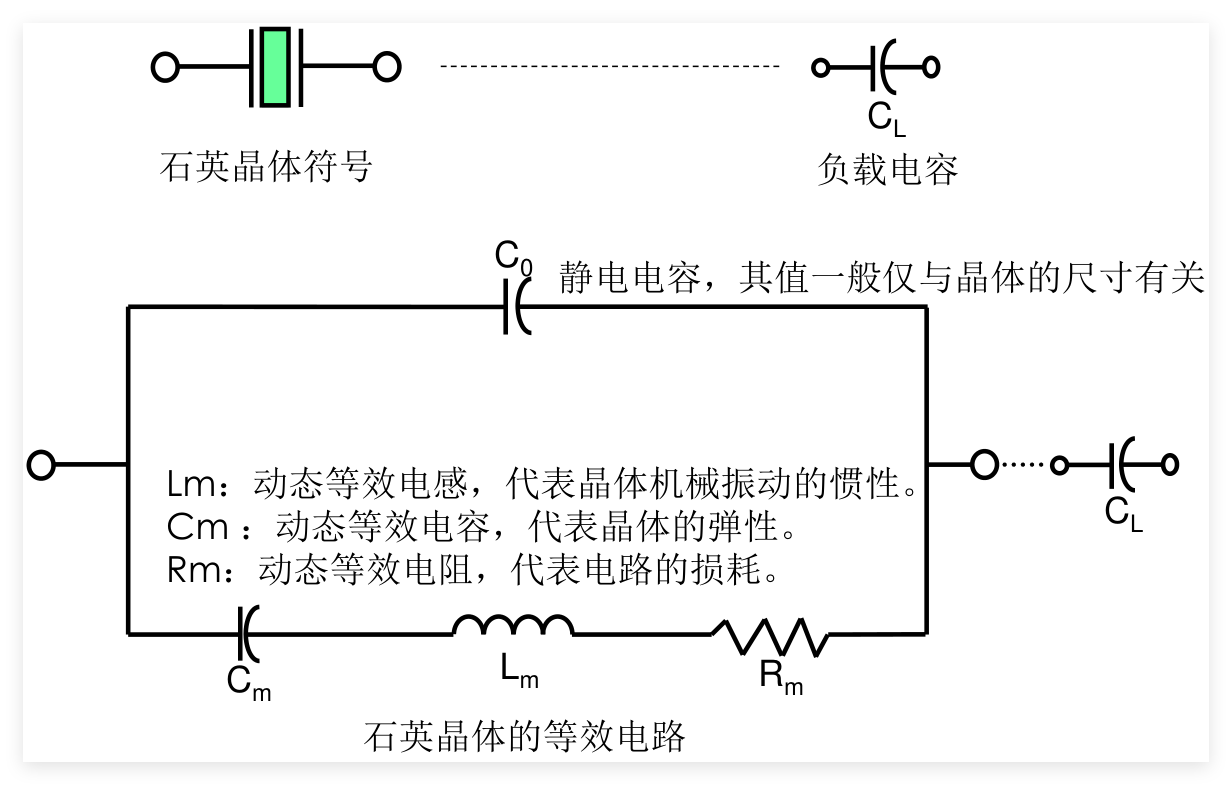 C_L
石英晶体符号
负载电容
C_0
静电电容，其值一般仅与晶体的尺寸有关
Lm：动态等效电感，代表晶体机械振动的惯性。
Cm ：动态等效电容，代表晶体的弹性。
Rm：动态等效电阻，代表电路的损耗。
C_L
C_m
L_m
R_m
石英晶体的等效电路